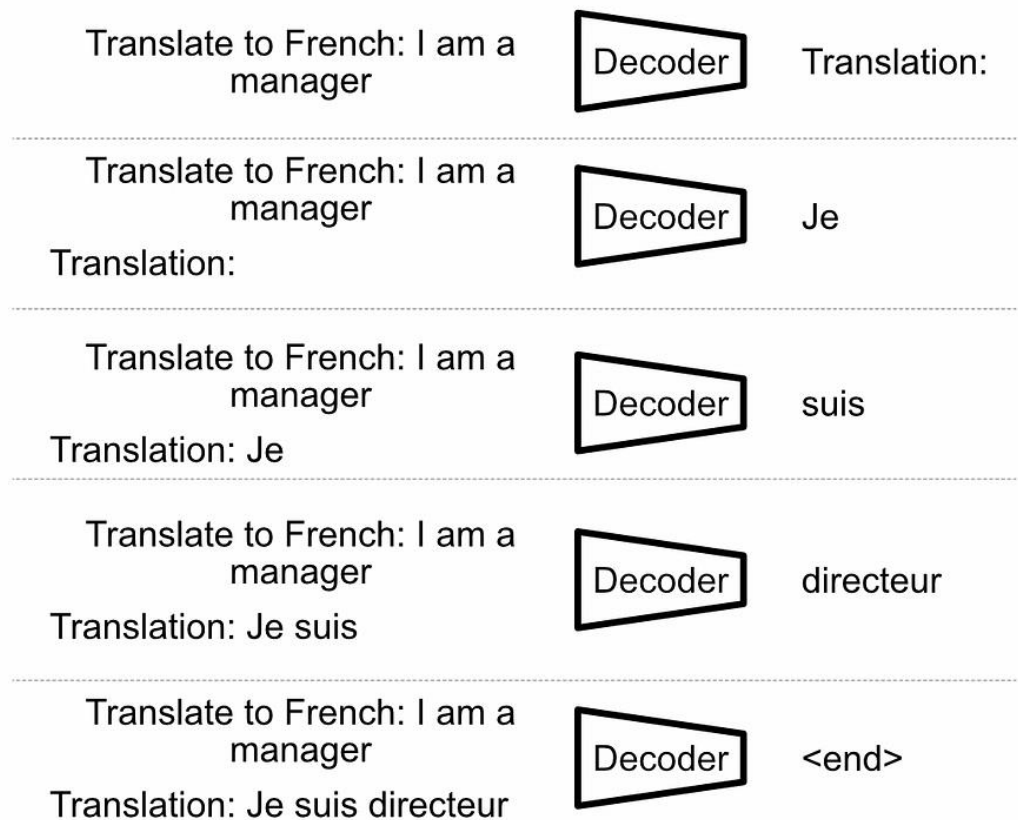 Translate to French: I am a
manager
Decoder
Translation:
Translate to French: I am a
manager
Translation:
Decoder
Je
Translate to French: I am a
manager
Translation: Je
Decoder
suis
Translate to French: I am a
manager
Translation: Je suis
Decoder
directeur
Translate to French: I am a
manager
Translation: Je suis directeur
Decoder
<end>